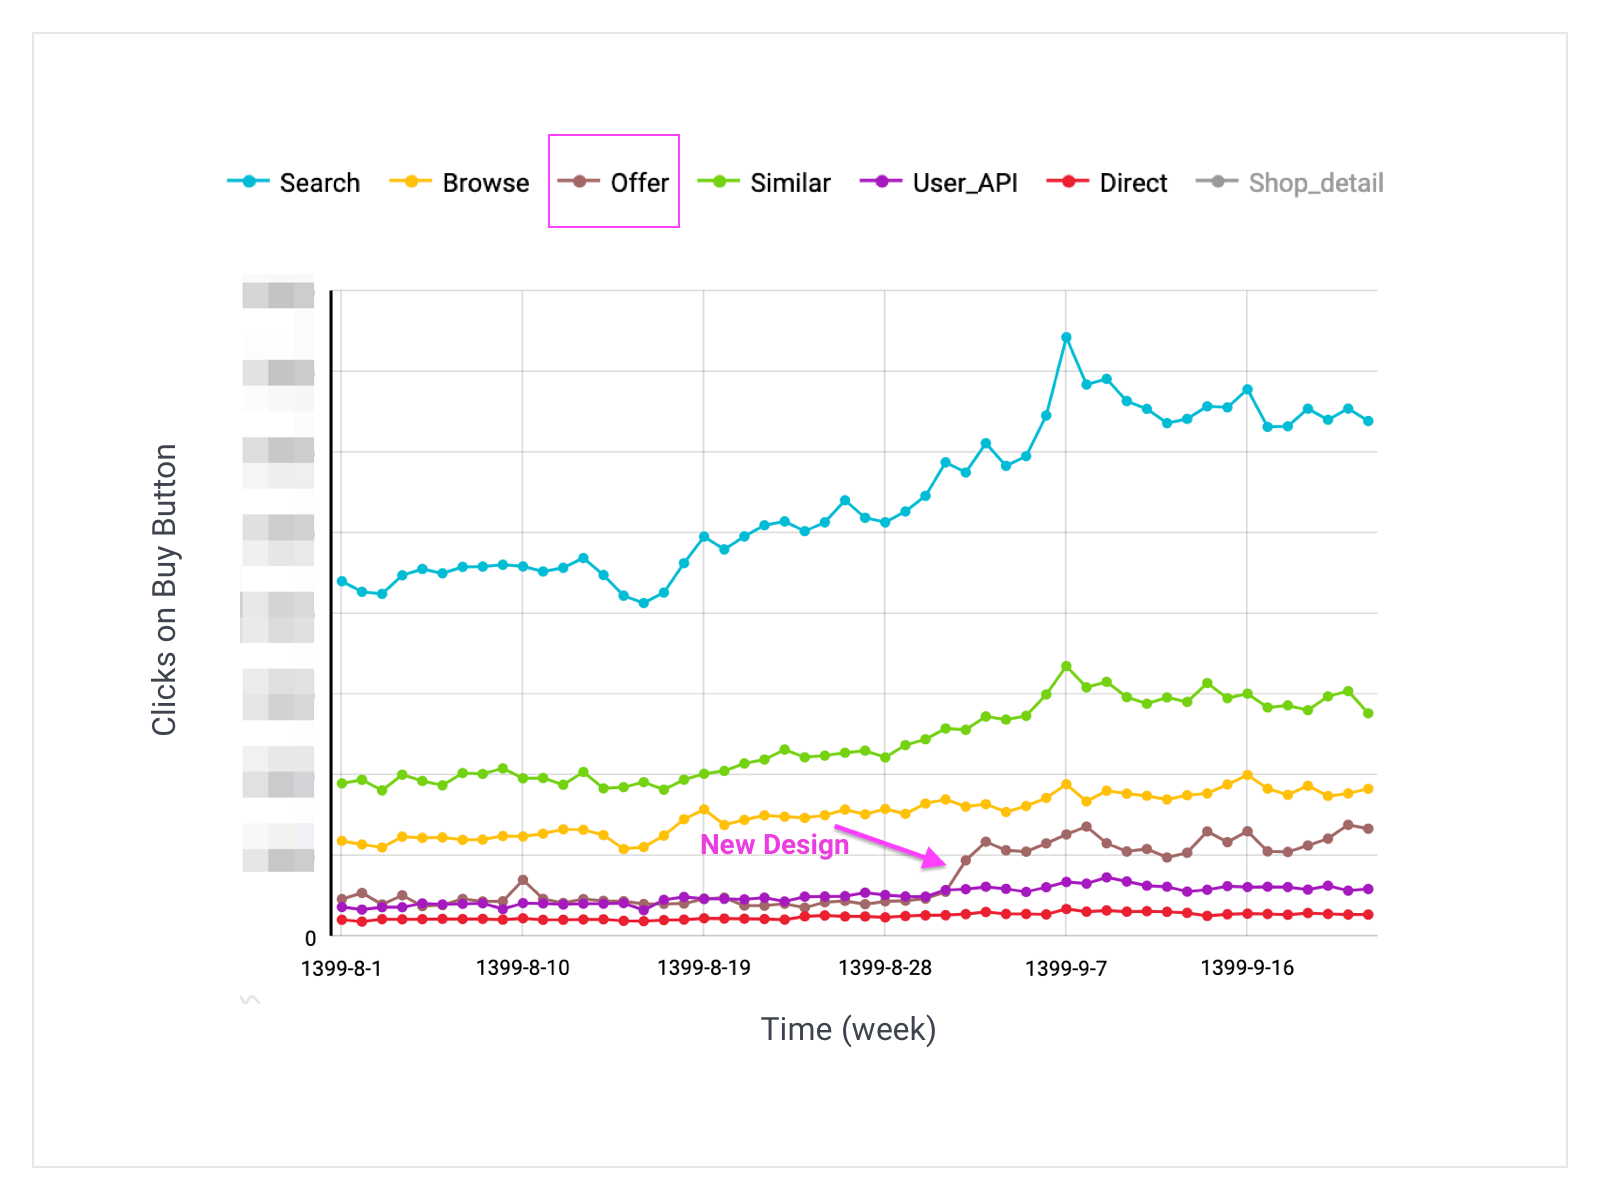 Search Browse Offer Similar User_API Direct Shop_detail
Clicks on Buy Button
New Design
0
1399-8-1 1399-8-10 1399-8-19 1399-8-28 1399-9-7 1399-9-16
Time (week)